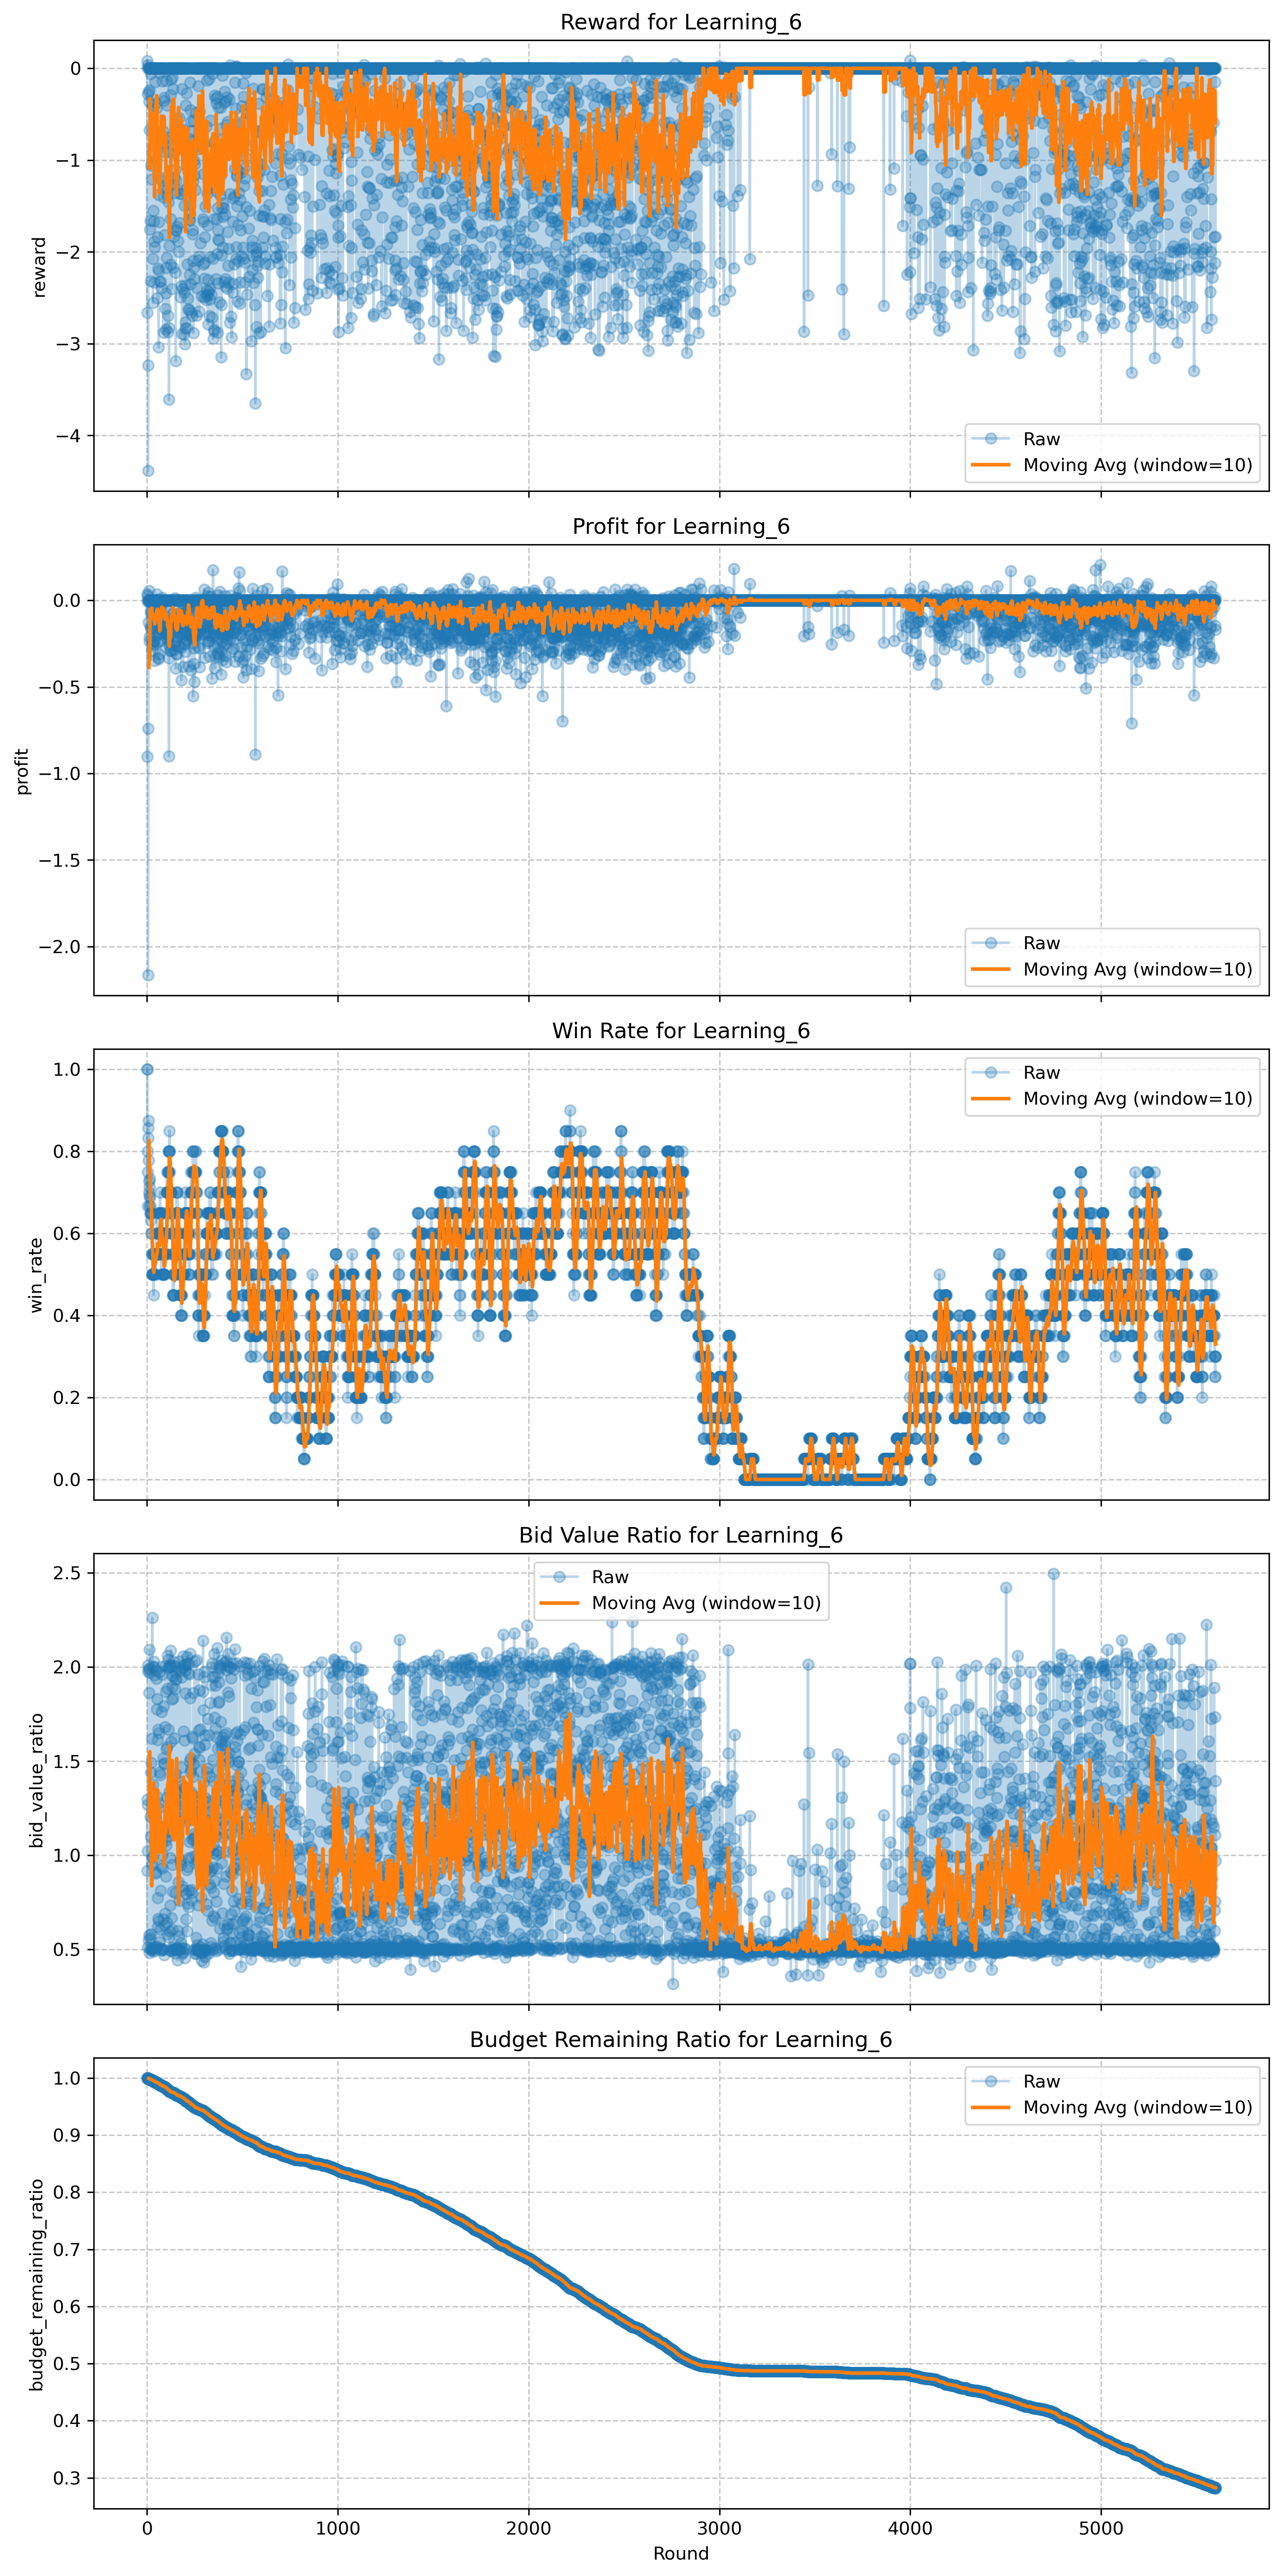 Reward for Learning_6
0
−1
−2
−3
−4
reward
Raw
Moving Avg (window=10)
Profit for Learning_6
0.0
−0.5
−1.0
−1.5
−2.0
profit
Raw
Moving Avg (window=10)
Win Rate for Learning_6
1.0
0.8
0.6
0.4
0.2
0.0
win_rate
Raw
Moving Avg (window=10)
Bid Value Ratio for Learning_6
2.5
2.0
1.5
1.0
0.5
bid_value_ratio
Raw
Moving Avg (window=10)
Budget Remaining Ratio for Learning_6
1.0
0.9
0.8
0.7
0.6
0.5
0.4
0.3
budget_remaining_ratio
Raw
Moving Avg (window=10)
0 1000 2000 3000 4000 5000
Round